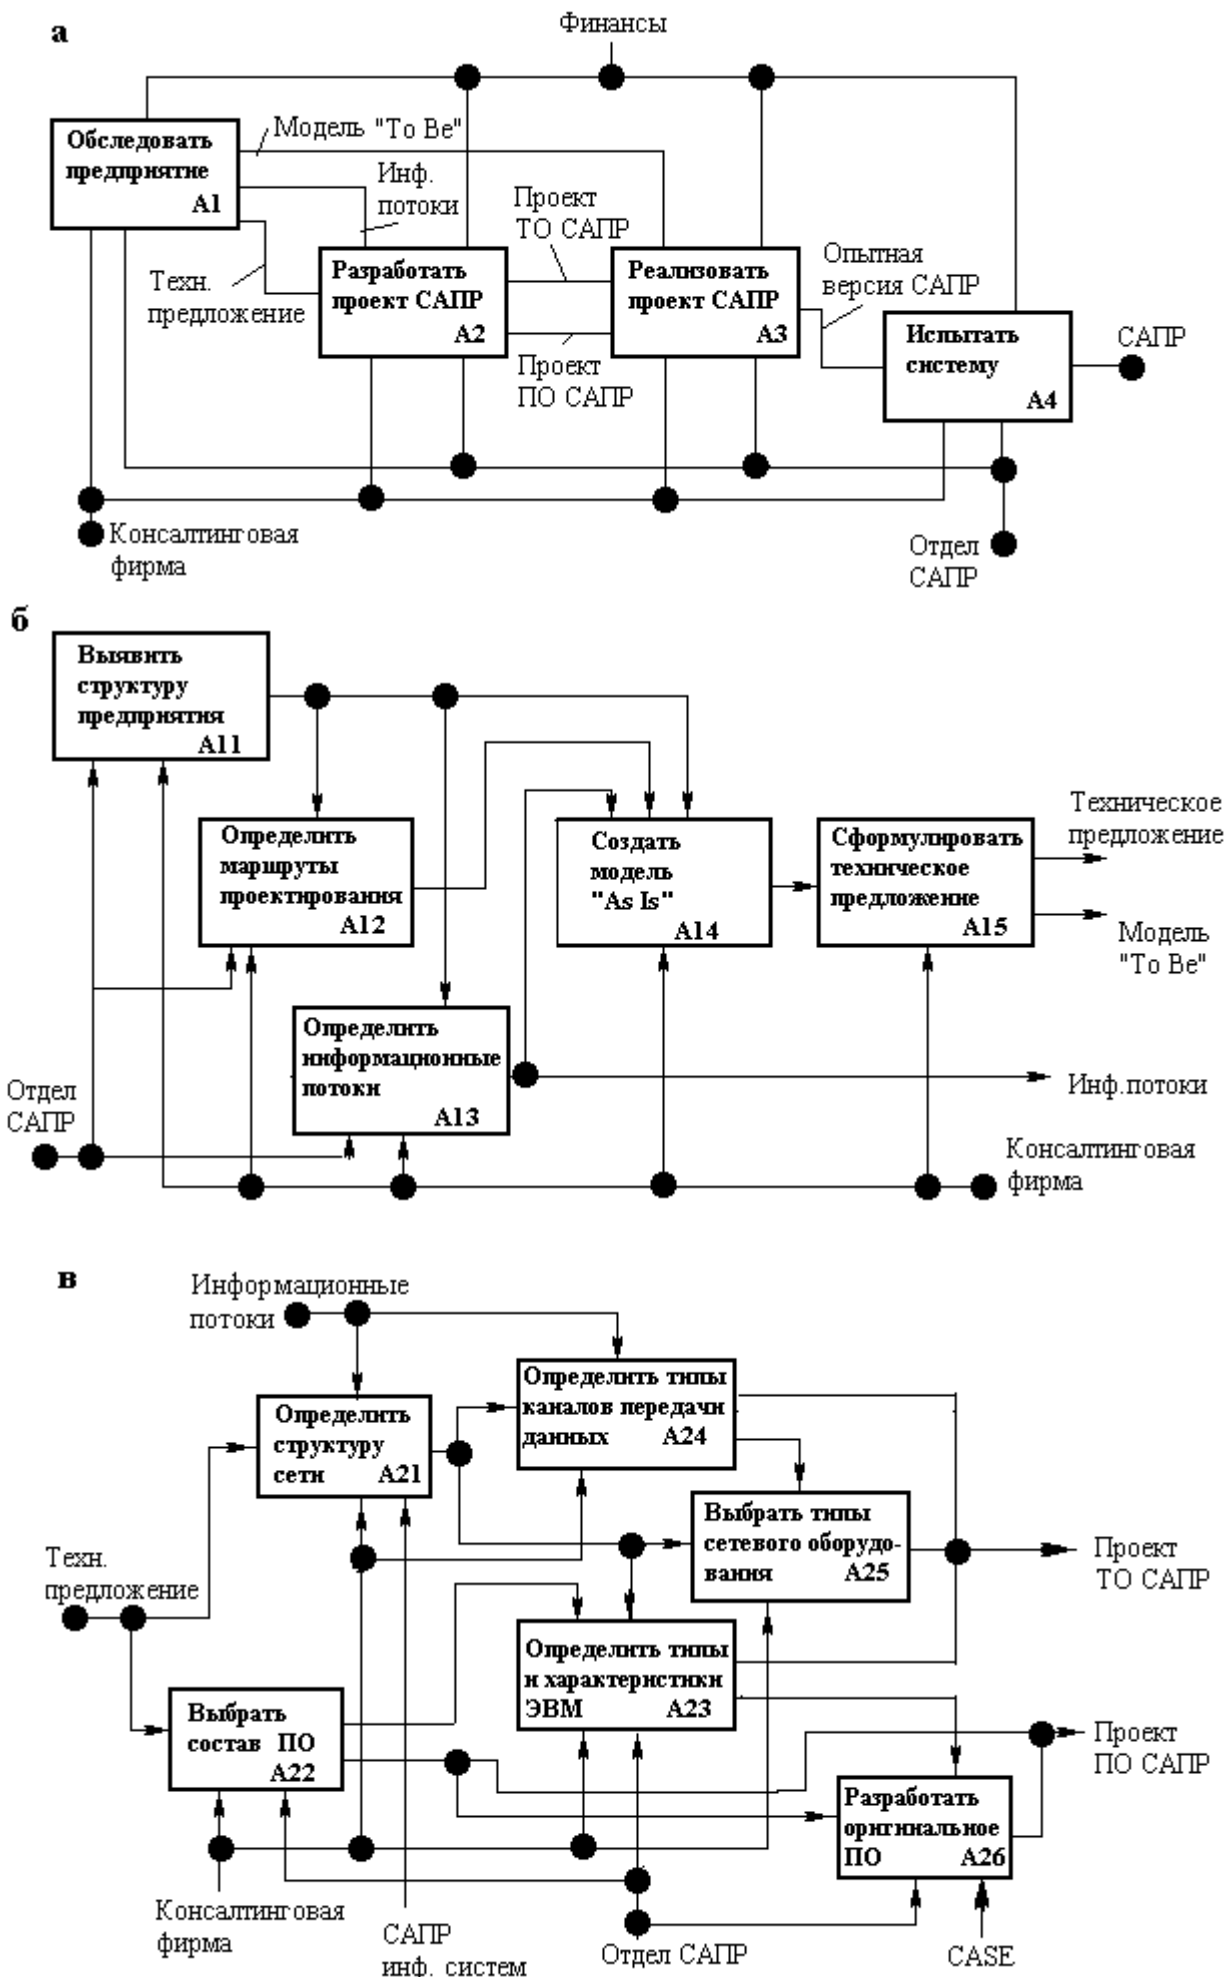 а
Финансы
Обследовать
предприятие
А1
Модель "To Be"
Инф.
потоки
Проект
ТО САПР
Техн.
предложение
Разработать
проект САПР
А2
Реализовать
проект САПР
А3
Опытная
версия САПР
Проект
ПО САПР
Испытать
систему
А4
САПР
Консалтинговая
фирма
Отдел
САПР
б
Выявить
структуру
предприятия
А11
Определить
маршруты
проектирования
А12
Создать
модель
"As Is"
А14
Сформулировать
техническое
предложение
А15
Техническое
предложение
Модель
"To Be"
Определить
информационные
потоки
А13
Инф.потоки
Отдел
САПР
Консалтинговая
фирма
в
Информационные
потоки
Определить
структуру
сети А21
Определить типы
каналов передачи
данных А24
Выбрать типы
сетевого оборудо-
вания А25
Техн.
предложение
Проект
ТО САПР
Определить типы
и характеристики
ЭВМ А23
Выбрать
состав ПО
А22
Проект
ПО САПР
Разработать
оригинальное
ПО А26
Консалтинговая
фирма
САПР
инф. систем
Отдел САПР
CASE